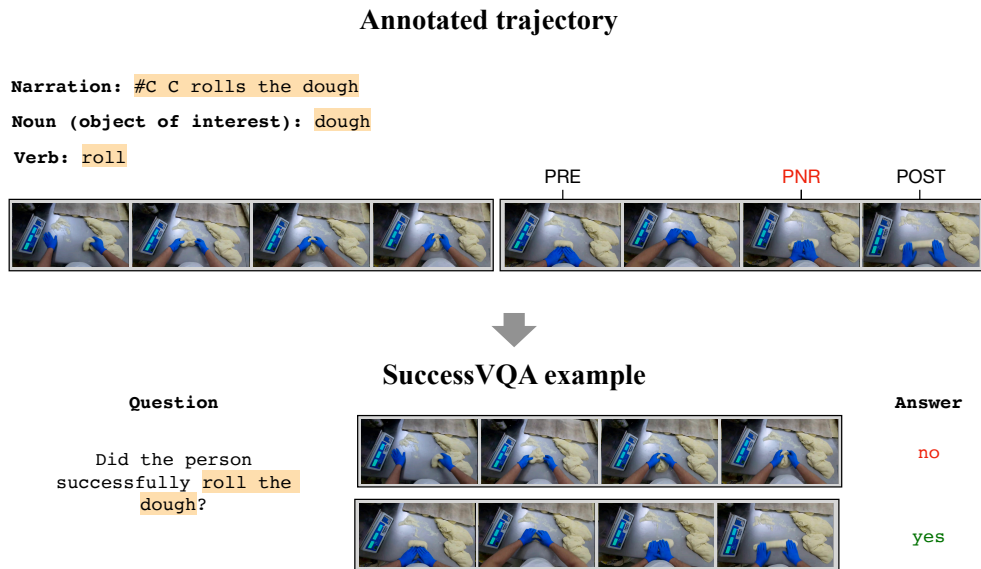 Annotated trajectory
Narration: #C C rolls the dough
Noun (object of interest): dough
Verb: roll
PRE PNR POST
SuccessVQA example
Question Answer
Did the person
successfully roll the
dough?
no
yes